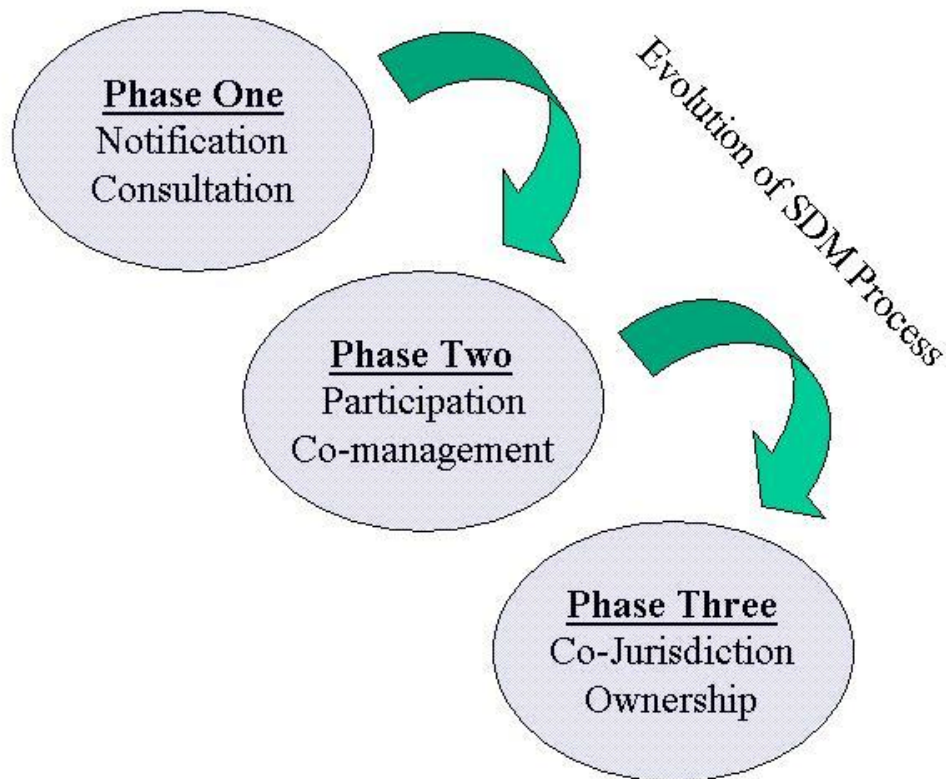 Phase One
Notification
Consultation
Evolution of SDM Process
Phase Two
Participation
Co-management
Phase Three
Co-Jurisdiction
Ownership